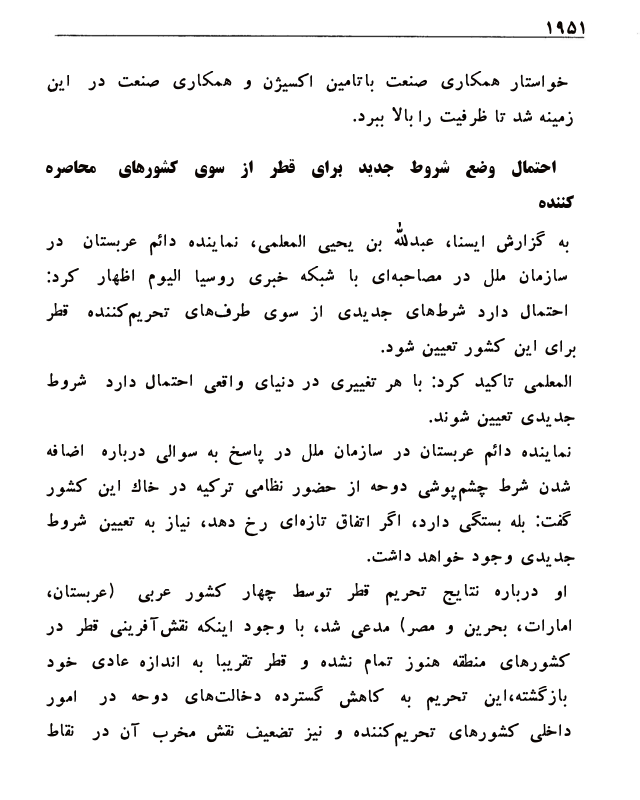 ۱۹۵۱
خواستار همکاری صنعت باتامین اکسیژن و همکاری صنعت در این
زمینه شد تا ظرفیت را بالا ببرد.
احتمال وضع شروط جدید برای قطر از سوی کشورهای محاصره
کننده
به گزارش ایسنا، عبدلله بن یحیی المعلمی، نماینده دائم عربستان در
سازمان ملل در مصاحبه‌ای با شبکه خبری روسیا الیوم اظهار کرد:
احتمال دارد شرط‌های جدیدی از سوی طرف‌های تحریم‌کننده قطر
برای این کشور تعیین شود.
المعلمی تاکید کرد: با هر تغییری در دنیای واقعی احتمال دارد شروط
جدیدی تعیین شوند.
نماینده دائم عربستان در سازمان ملل در پاسخ به سوالی درباره اضافه
شدن شرط چشم‌پوشی دوحه از حضور نظامی ترکیه در خاك این کشور
گفت: بله بستگی دارد، اگر اتفاق تازه‌ای رخ دهد، نیاز به تعیین شروط
جدیدی وجود خواهد داشت.
او درباره نتایج تحریم قطر توسط چهار کشور عربی (عربستان،
امارات، بحرین و مصر) مدعی شد، با وجود اینکه نقش‌آفرینی قطر در
کشورهای منطقه هنوز تمام نشده و قطر تقریبا به اندازه عادی خود
بازگشته،این تحریم به کاهش گسترده دخالت‌های دوحه در امور
داخلی کشورهای تحریم‌کننده و نیز تضعیف نقش مخرب آن در نقاط